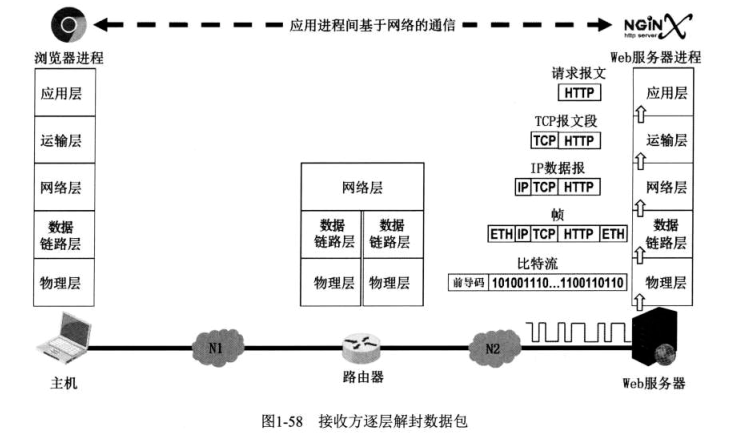 应用进程间基于网络的通信
NGINX
http server
浏览器进程
Web服务器进程
应用层
运输层
网络层
数据
链路层
物理层
网络层
数据
链路层
数据
链路层
物理层
物理层
请求报文
HTTP
TCP报文段
TCP HTTP
IP数据报
IP TCP HTTP
帧
ETH IP TCP HTTP ETH
比特流
前导码 101001110...1100110110
应用层
运输层
网络层
数据
链路层
物理层
N1
N2
主机
路由器
Web服务器
图1-58 接收方逐层解封数据包